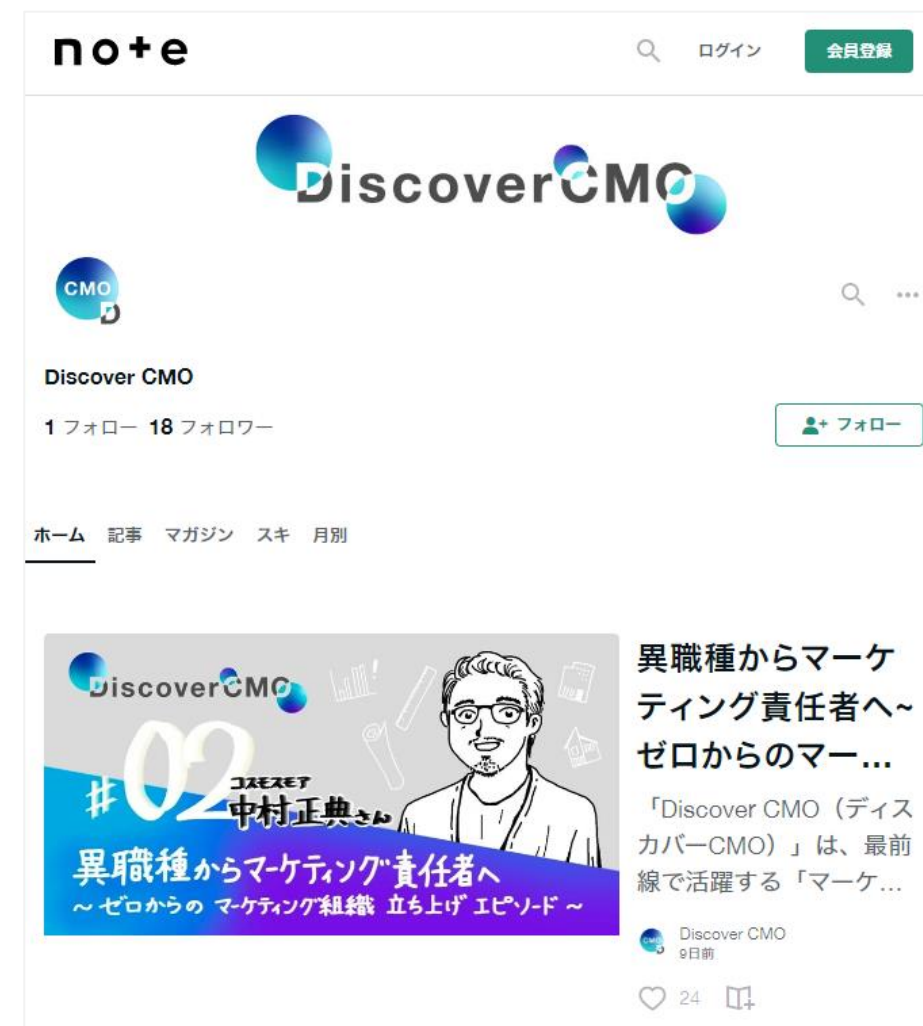 note
ログイン
会員登録
DiscoverCMO
CMO
D
Discover CMO
1 フォロー 18 フォロワー
フォロー
ホーム 記事 マガジン スキ 月別
DiscoverCMO
#02
コスモスモア
中村正典さん
異職種からマーケティング責任者へ
～ ゼロからの マーケティング組織 立ち上げ エピソード ～
異職種からマーケ
ティング責任者へ~
ゼロからのマー...
「Discover CMO（ディス
カバーCMO）」は、最前
線で活躍する「マーケ...
CMO
Discover CMO
9日前
24